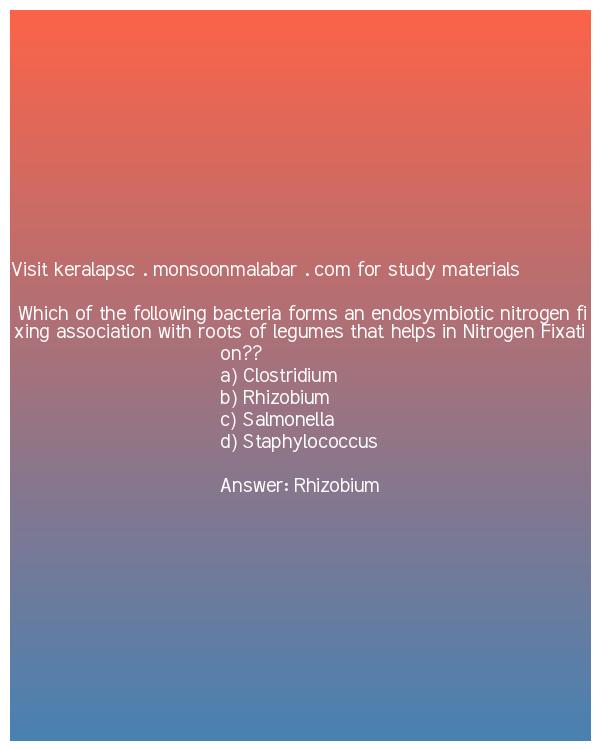 Visit keralapsc . monsoonmalabar . com for study materials
Which of the following bacteria forms an endosymbiotic nitrogen fi
xing association with roots of legumes that helps in Nitrogen Fixati
on??
a) Clostridium
b) Rhizobium
c) Salmonella
d) Staphylococcus
Answer: Rhizobium